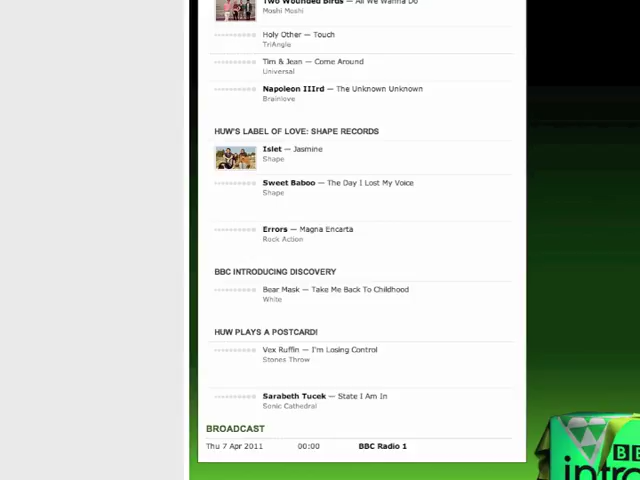 Two Wounded Birds — All We Wanna Do
Moshi Moshi
Holy Other — Touch
TriAngle
Tim & Jean — Come Around
Universal
Napoleon IIIrd — The Unknown Unknown
Brainlove
HUW'S LABEL OF LOVE: SHAPE RECORDS
Islet — Jasmine
Shape
Sweet Baboo — The Day I Lost My Voice
Shape
Errors — Magna Encarta
Rock Action
BBC INTRODUCING DISCOVERY
Bear Mask — Take Me Back To Childhood
White
HUW PLAYS A POSTCARD!
Vex Ruffin — I'm Losing Control
Stones Throw
Sarabeth Tucek — State I Am In
Sonic Cathedral
BROADCAST
Thu 7 Apr 2011 00:00 BBC Radio 1